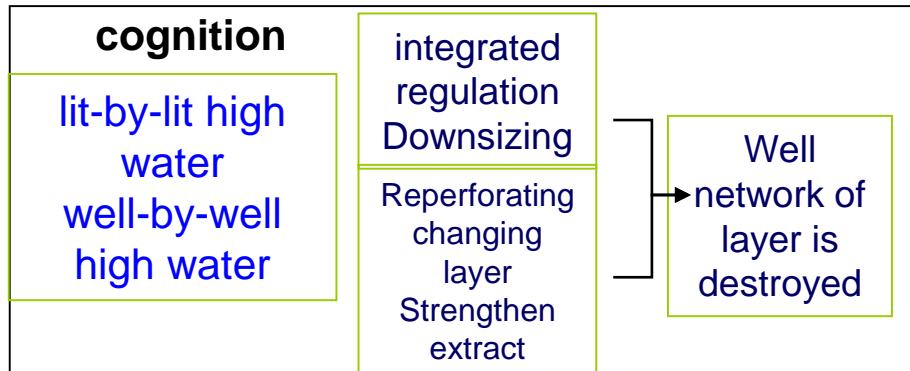 cognition
lit-by-lit high
water
well-by-well
high water
integrated
regulation
Downsizing
Reperforating
changing
layer
Strengthen
extract
Well
network of
layer is
destroyed